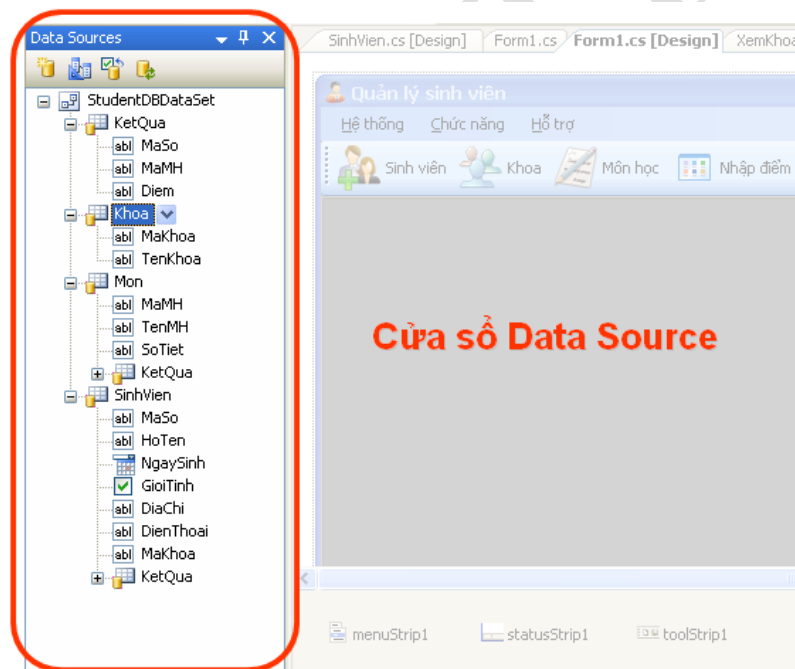 Data Sources
StudentDBDataSet
KetQua
MaSo
MaMH
Diem
Khoa
MaKhoa
TenKhoa
Mon
MaMH
TenMH
SoTiet
KetQua
SinhVien
MaSo
HoTen
NgaySinh
GioiTinh
DiaChi
DienThoai
MaKhoa
KetQua
SinhVien.cs [Design] Form1.cs Form1.cs [Design] XemKhoa
Quản lý sinh viên
Hệ thống Chức năng Hỗ trợ
Sinh viên Khoa Môn học Nhập điểm
Cửa sổ Data Source
menuStrip1 statusStrip1 toolStrip1